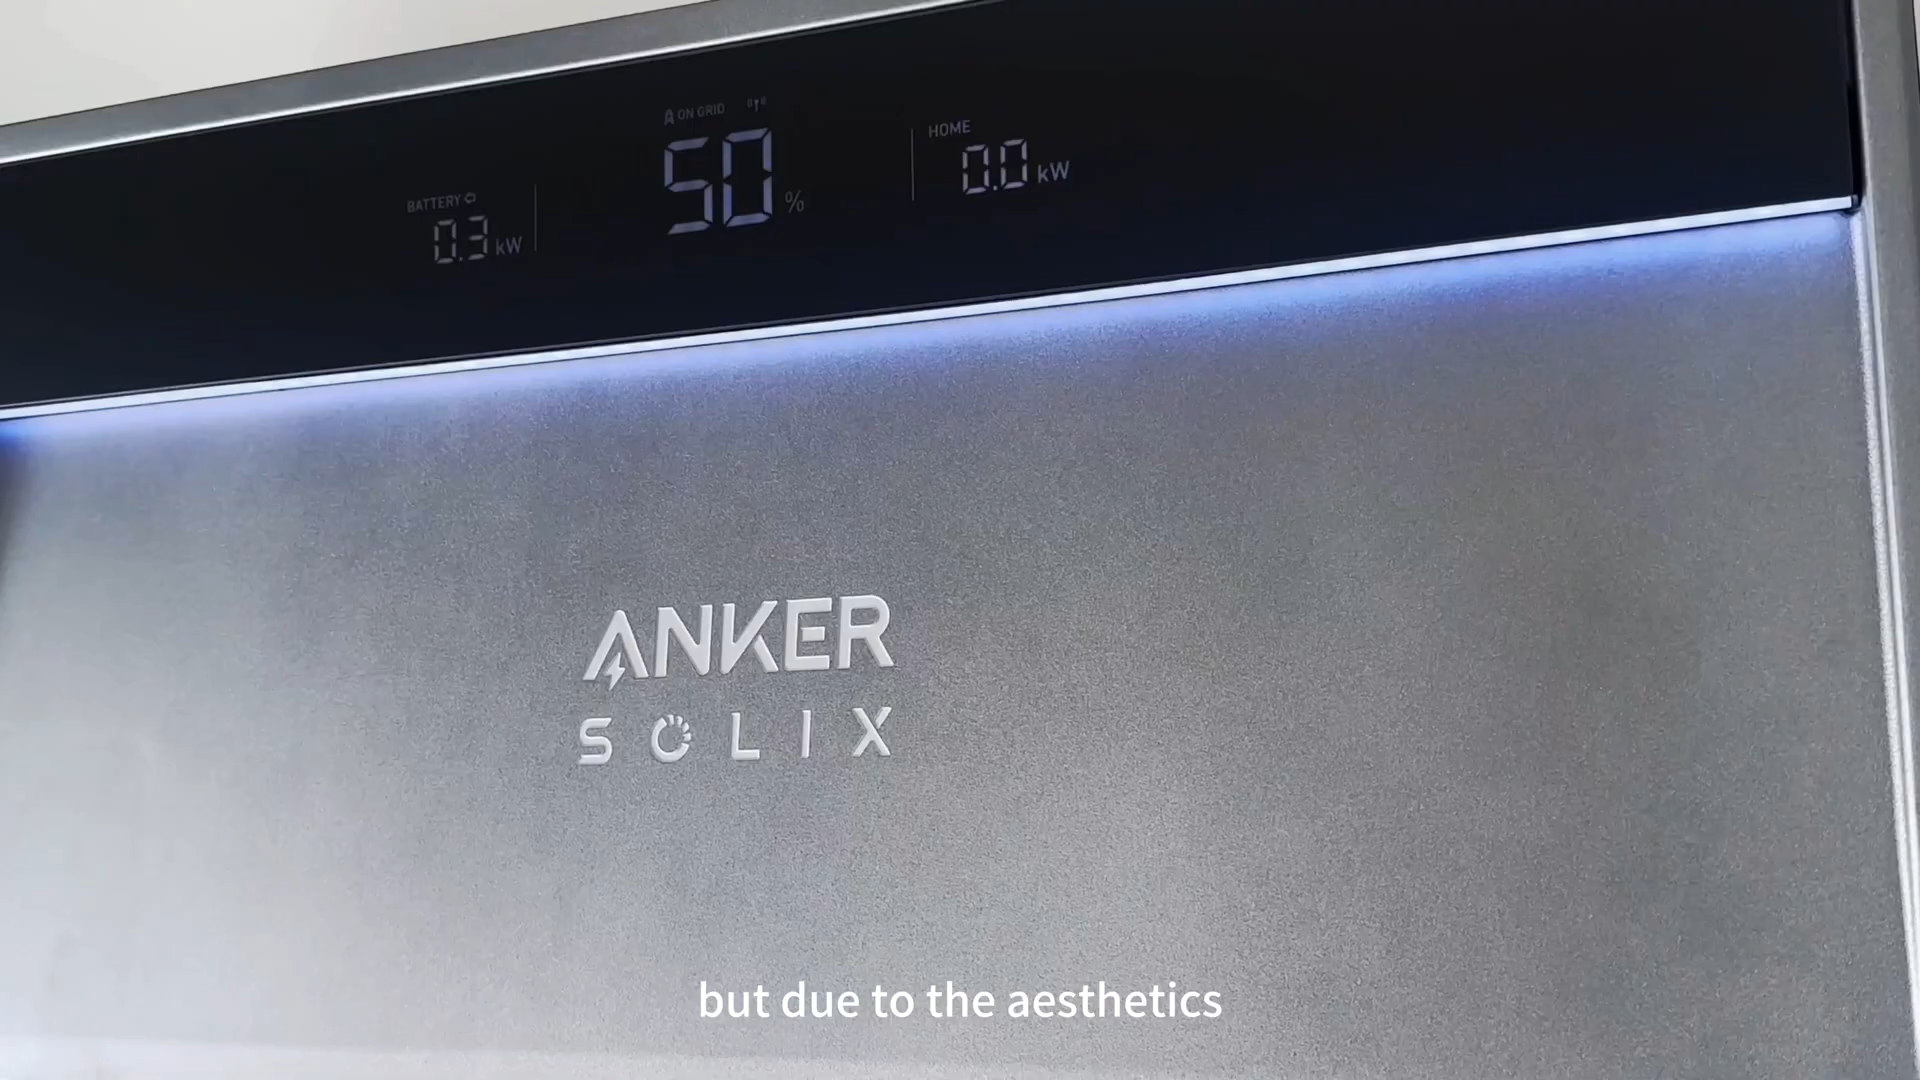 ON GRID
50 %
BATTERY
0.3 kW
HOME
0.0 kW
ANKER
SOLIX
but due to the aesthetics